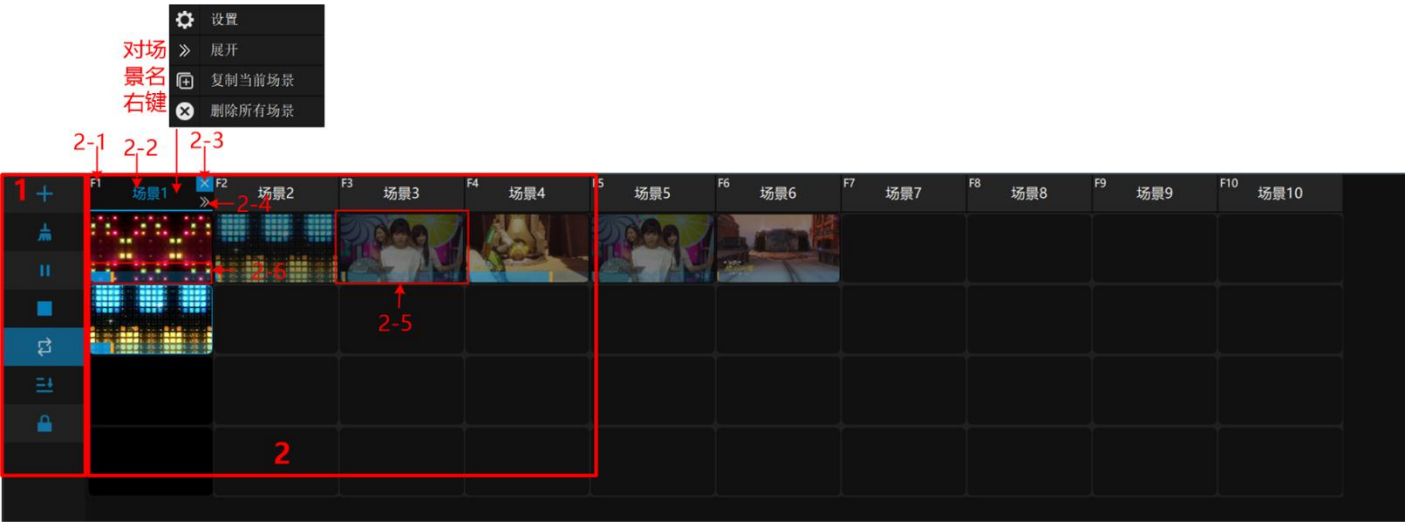 设置
展开
复制当前场景
删除所有场景
对场
景名
右键
2-1
2-2
2-3
1
F1
场景1
F2
场景2
F3
场景3
F4
场景4
F5
场景5
F6
场景6
F7
场景7
F8
场景8
F9
场景9
F10
场景10
2-4
2-6
2-5
2